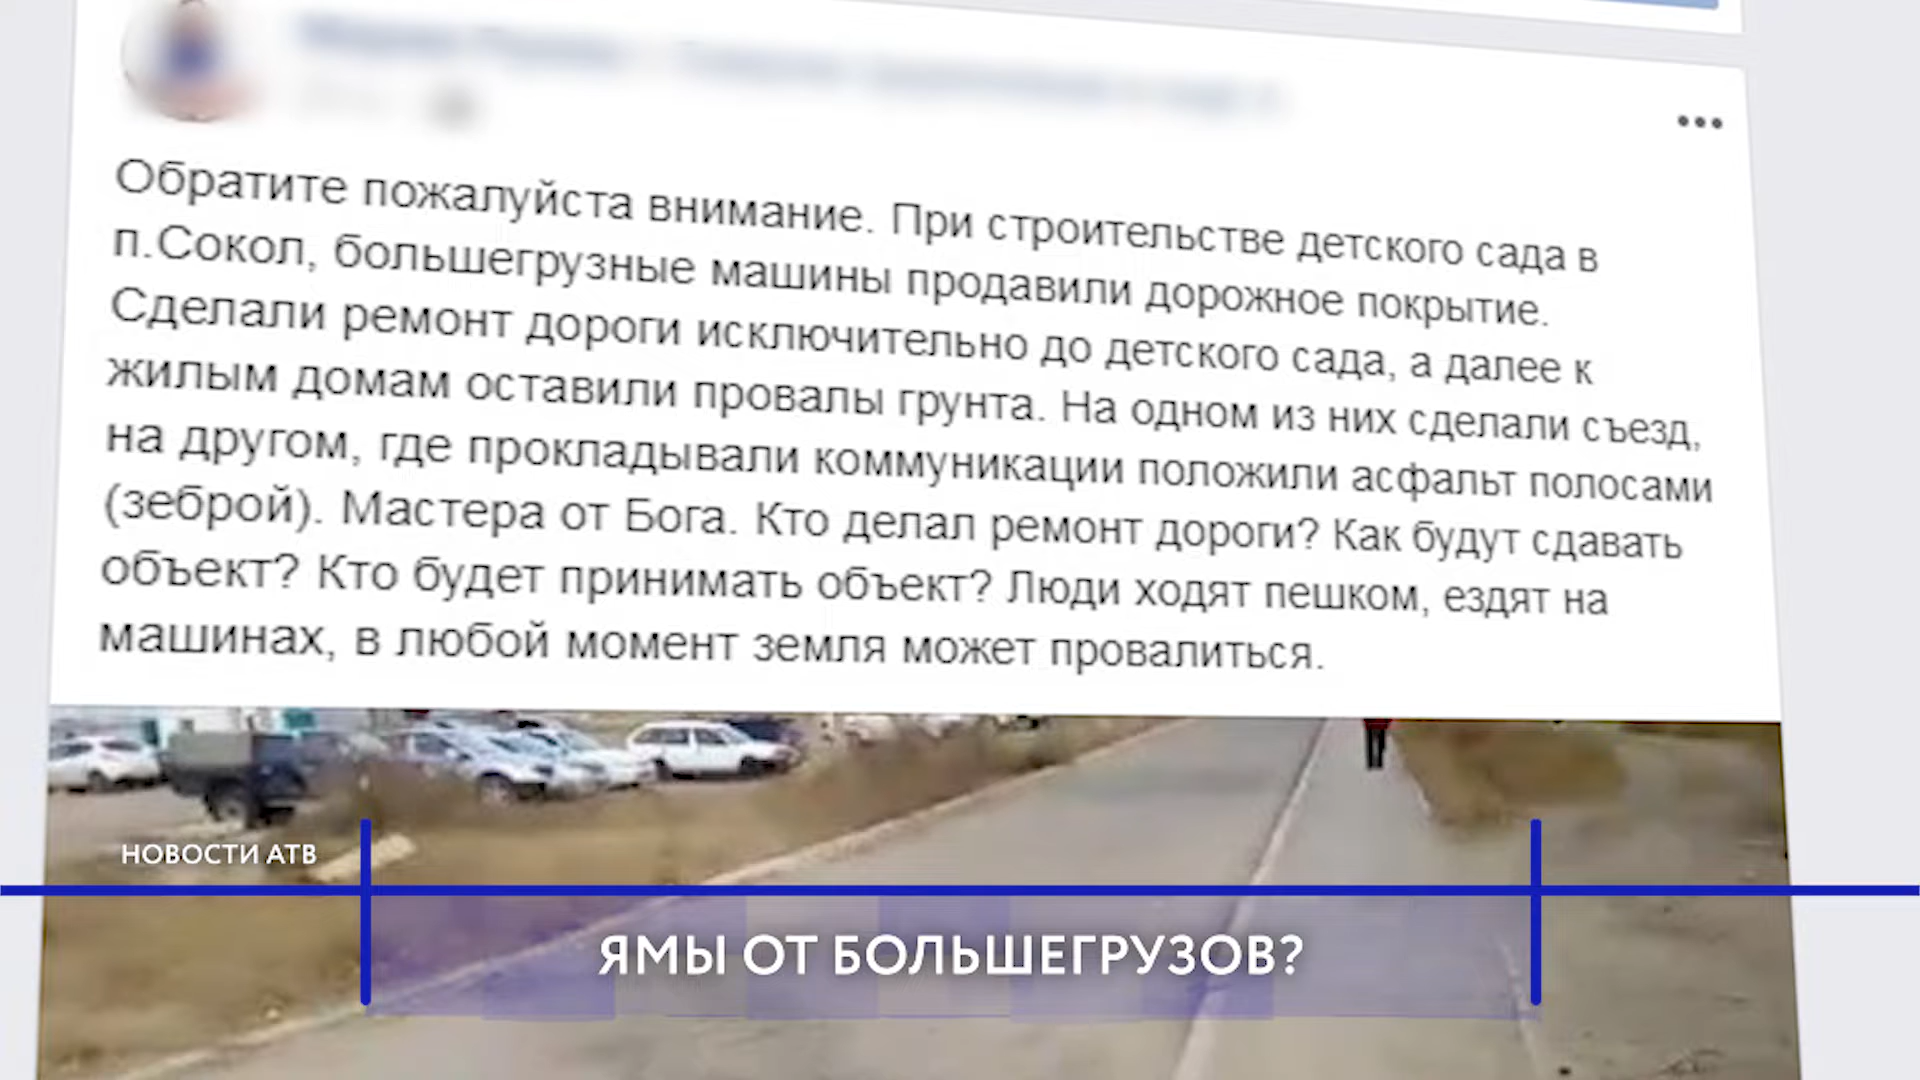 Обратите пожалуйста внимание. При строительстве детского сада в
п.Сокол, большегрузные машины продавили дорожное покрытие.
Сделали ремонт дороги исключительно до детского сада, а далее к
жилым домам оставили провалы грунта. На одном из них сделали съезд,
на другом, где прокладывали коммуникации положили асфальт полосами
(зеброй). Мастера от Бога. Кто делал ремонт дороги? Как будут сдавать
объект? Кто будет принимать объект? Люди ходят пешком, ездят на
машинах, в любой момент земля может провалиться.
НОВОСТИ АТВ
ЯМЫ ОТ БОЛЬШЕГРУЗОВ?